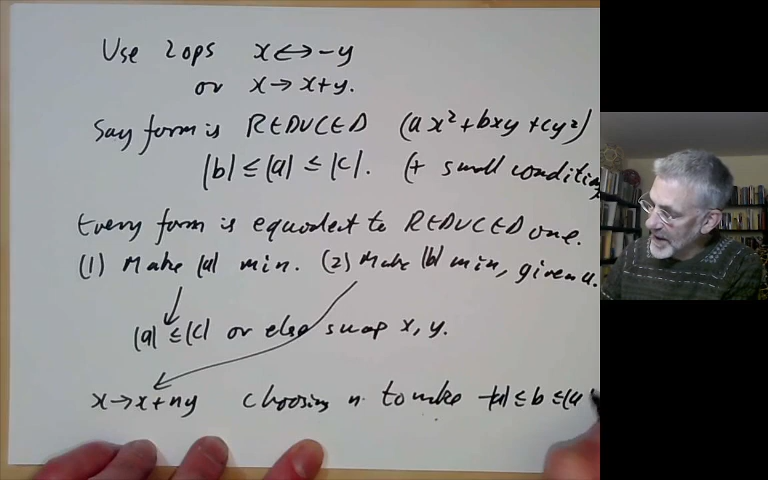 Use 2 ops x ↔ -y
or x → x+y.
Say form is REDUCED (ax²+bxy+cy²)
|b| ≤ |a| ≤ |c|. (+ small condition
Every form is equivalent to REDUCED one.
(1) Make |a| min. (2) Make |b| min, given a.
|a| ≤ |c| or else swap x, y.
x → x+ny choosing n to make -|a| ≤ b ≤ |a